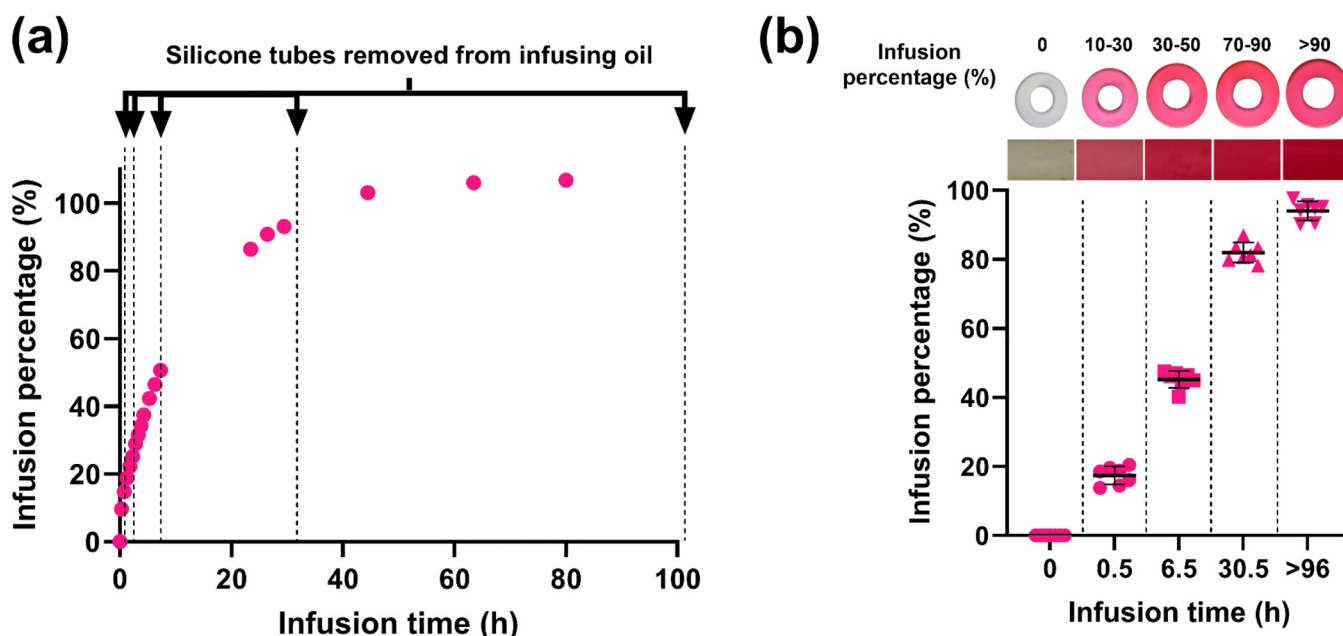 (a)
Silicone tubes removed from infusing oil
Infusion percentage (%)
100
80
60
40
20
0
0 20 40 60 80 100
Infusion time (h)
(b)
Infusion
percentage (%)
0 10-30 30-50 70-90 >90
Infusion percentage (%)
100
80
60
40
20
0
0 0.5 6.5 30.5 >96
Infusion time (h)